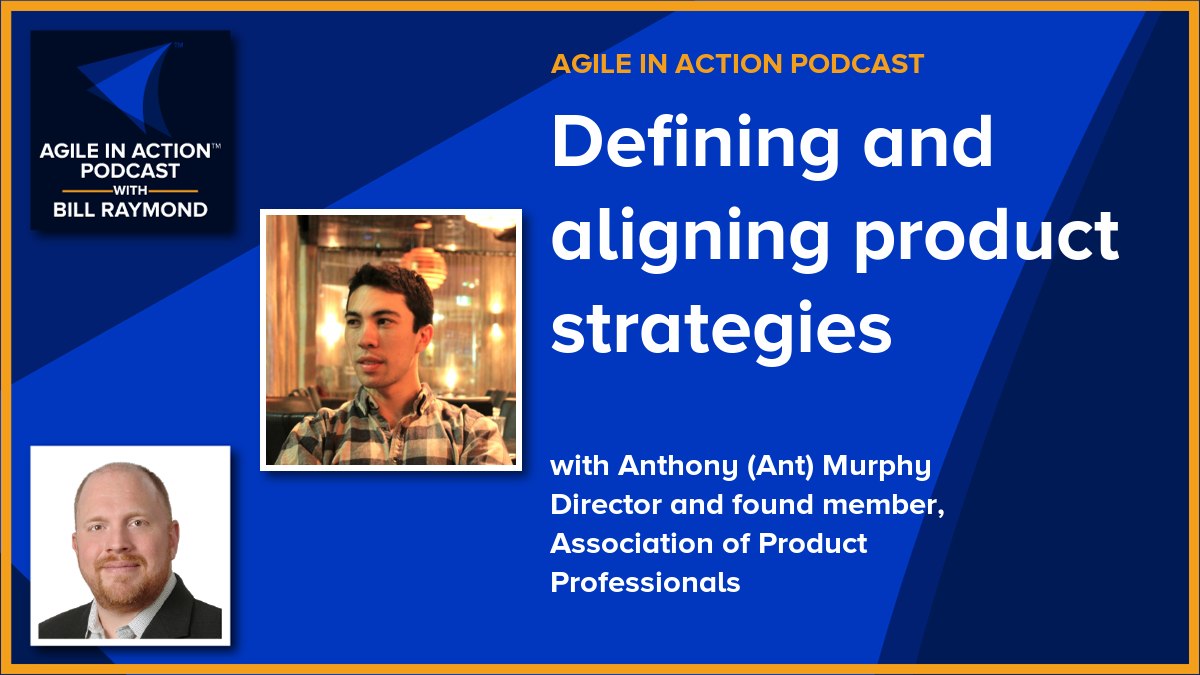 TM
AGILE IN ACTION™
PODCAST
WITH
BILL RAYMOND
AGILE IN ACTION PODCAST
Defining and
aligning product
strategies
with Anthony (Ant) Murphy
Director and found member,
Association of Product
Professionals